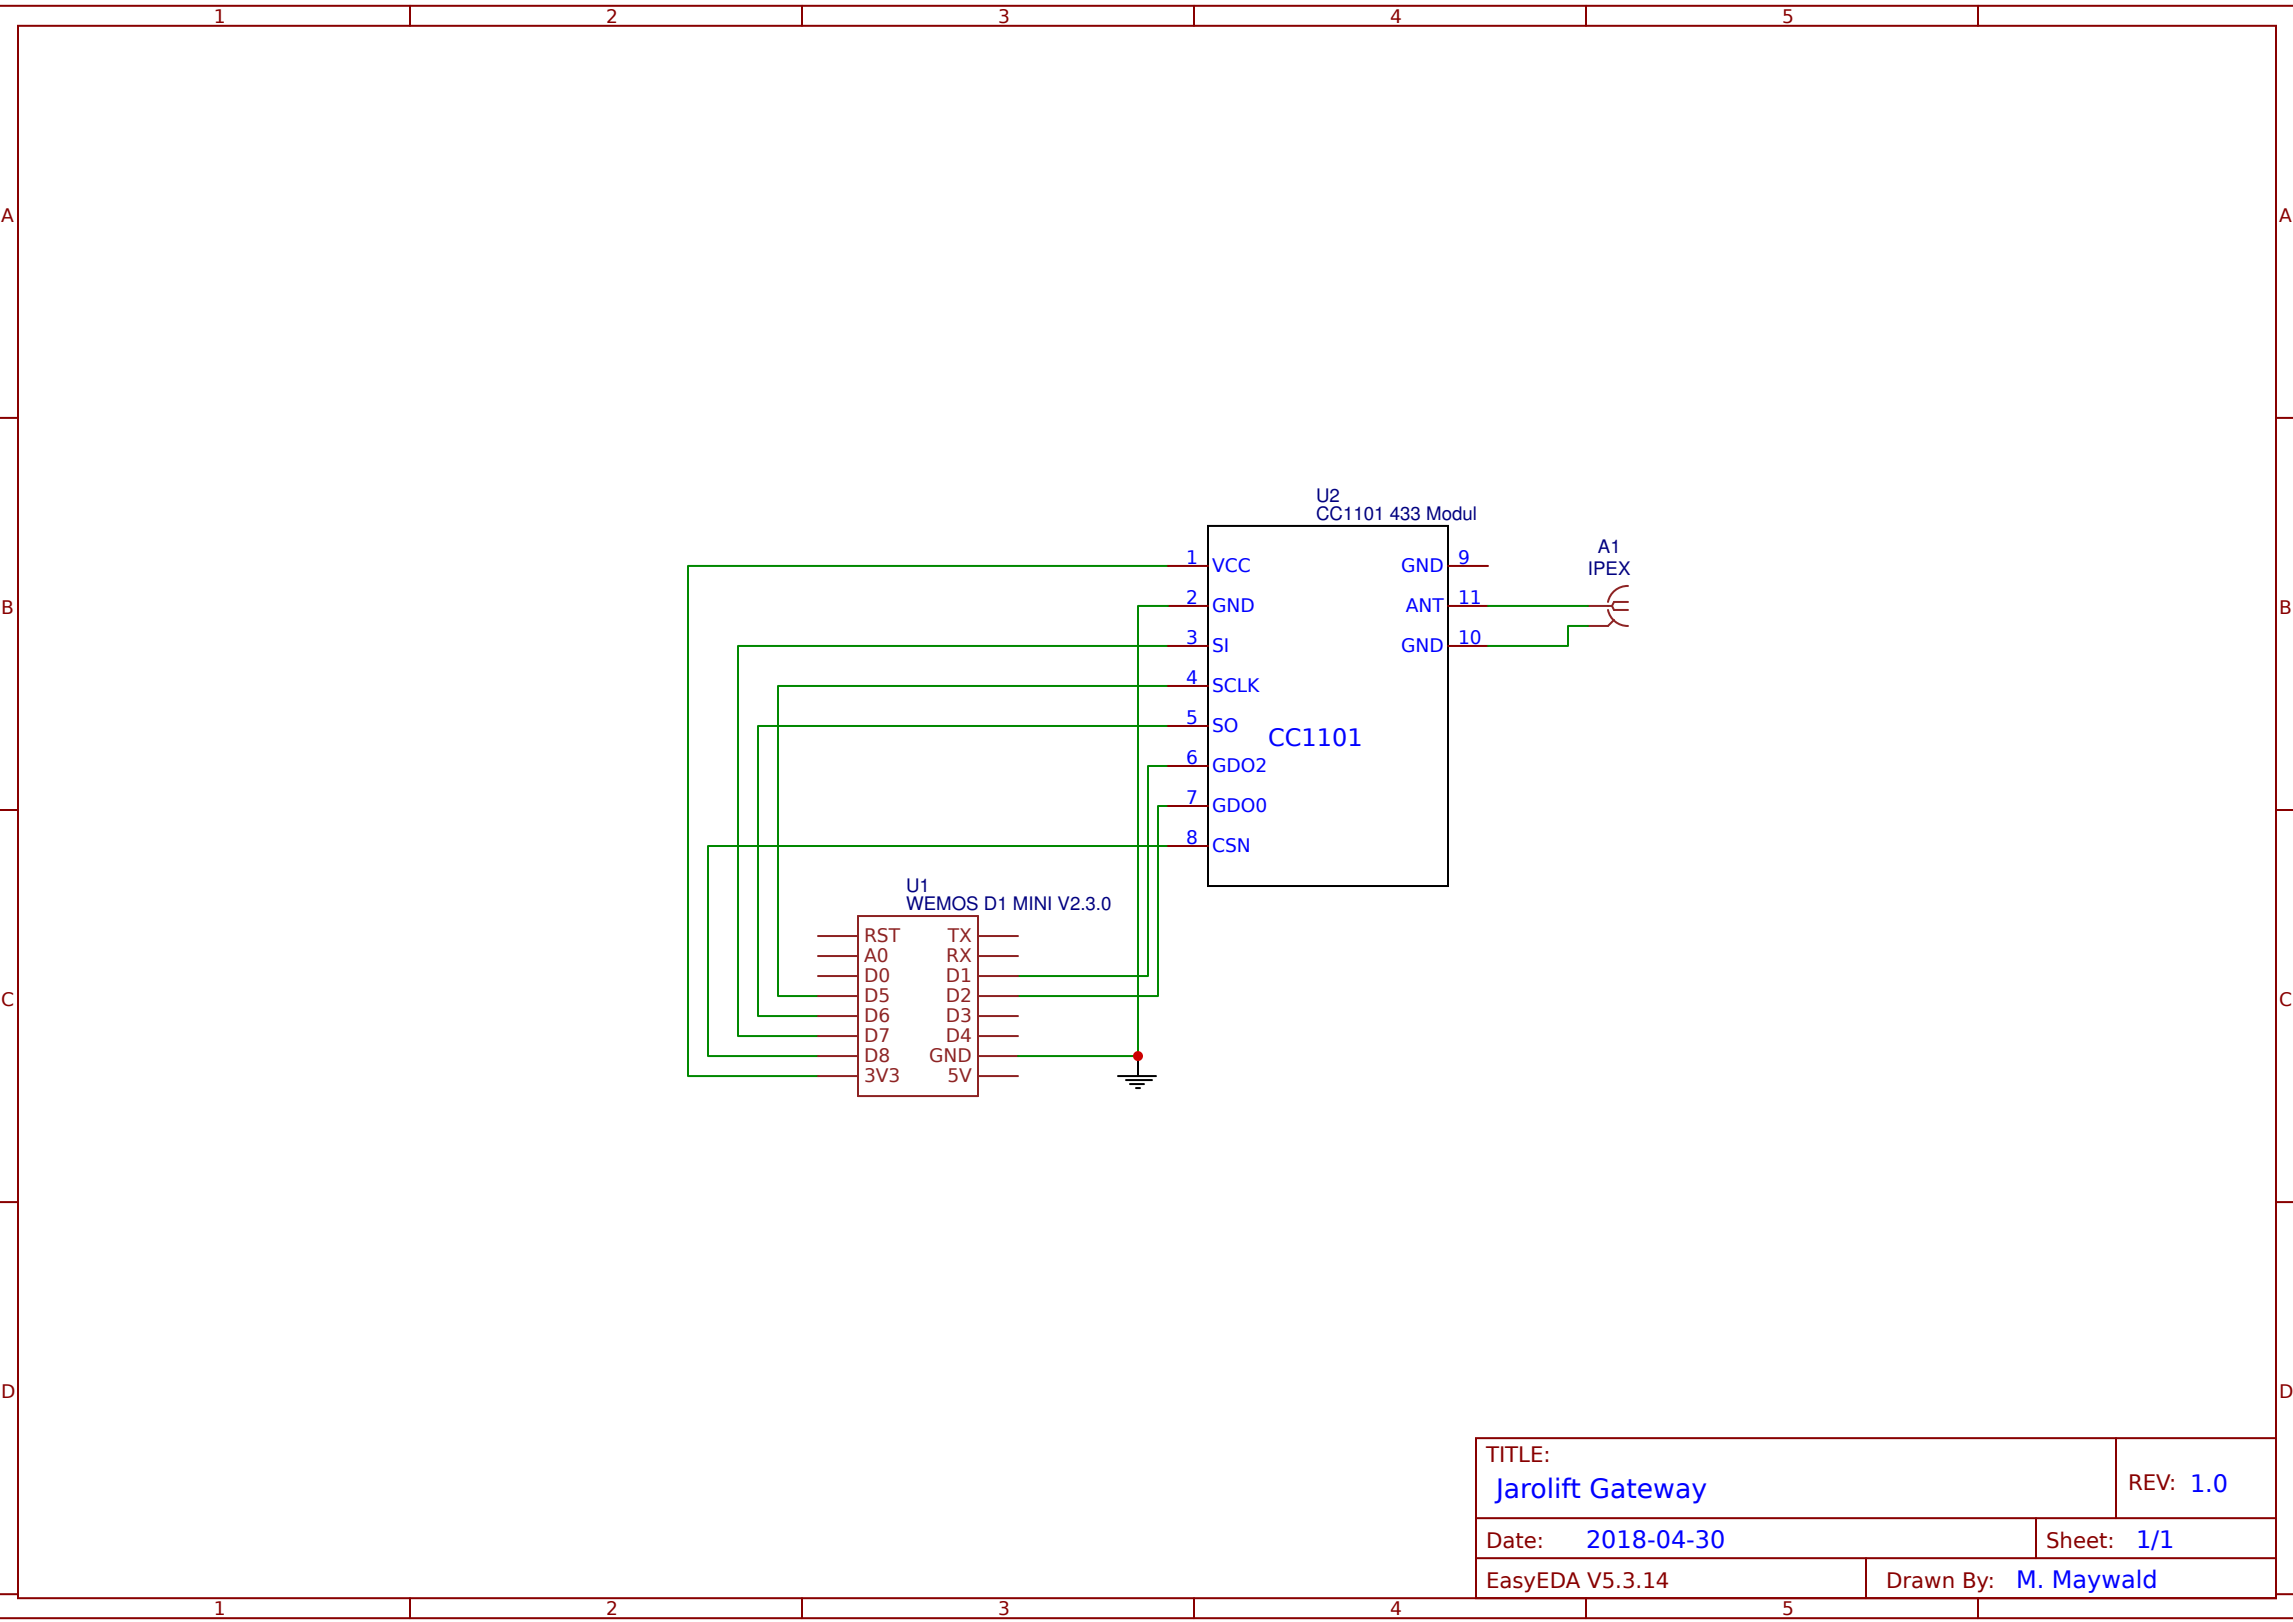 1 2 3 4 5
A A
U2
CC1101 433 Modul
A1
IPEX
B B
1 VCC GND 9
2 GND ANT 11
3 SI GND 10
4 SCLK
5 SO
CC1101
6 GDO2
7 GDO0
8 CSN
U1
WEMOS D1 MINI V2.3.0
RST TX
A0 RX
D0 D1
D5 D2
C C
D6 D3
D7 D4
D8 GND
3V3 5V
D D
TITLE:
Jarolift Gateway
REV: 1.0
Date: 2018-04-30 Sheet: 1/1
EasyEDA V5.3.14 Drawn By: M. Maywald
1 2 3 4 5